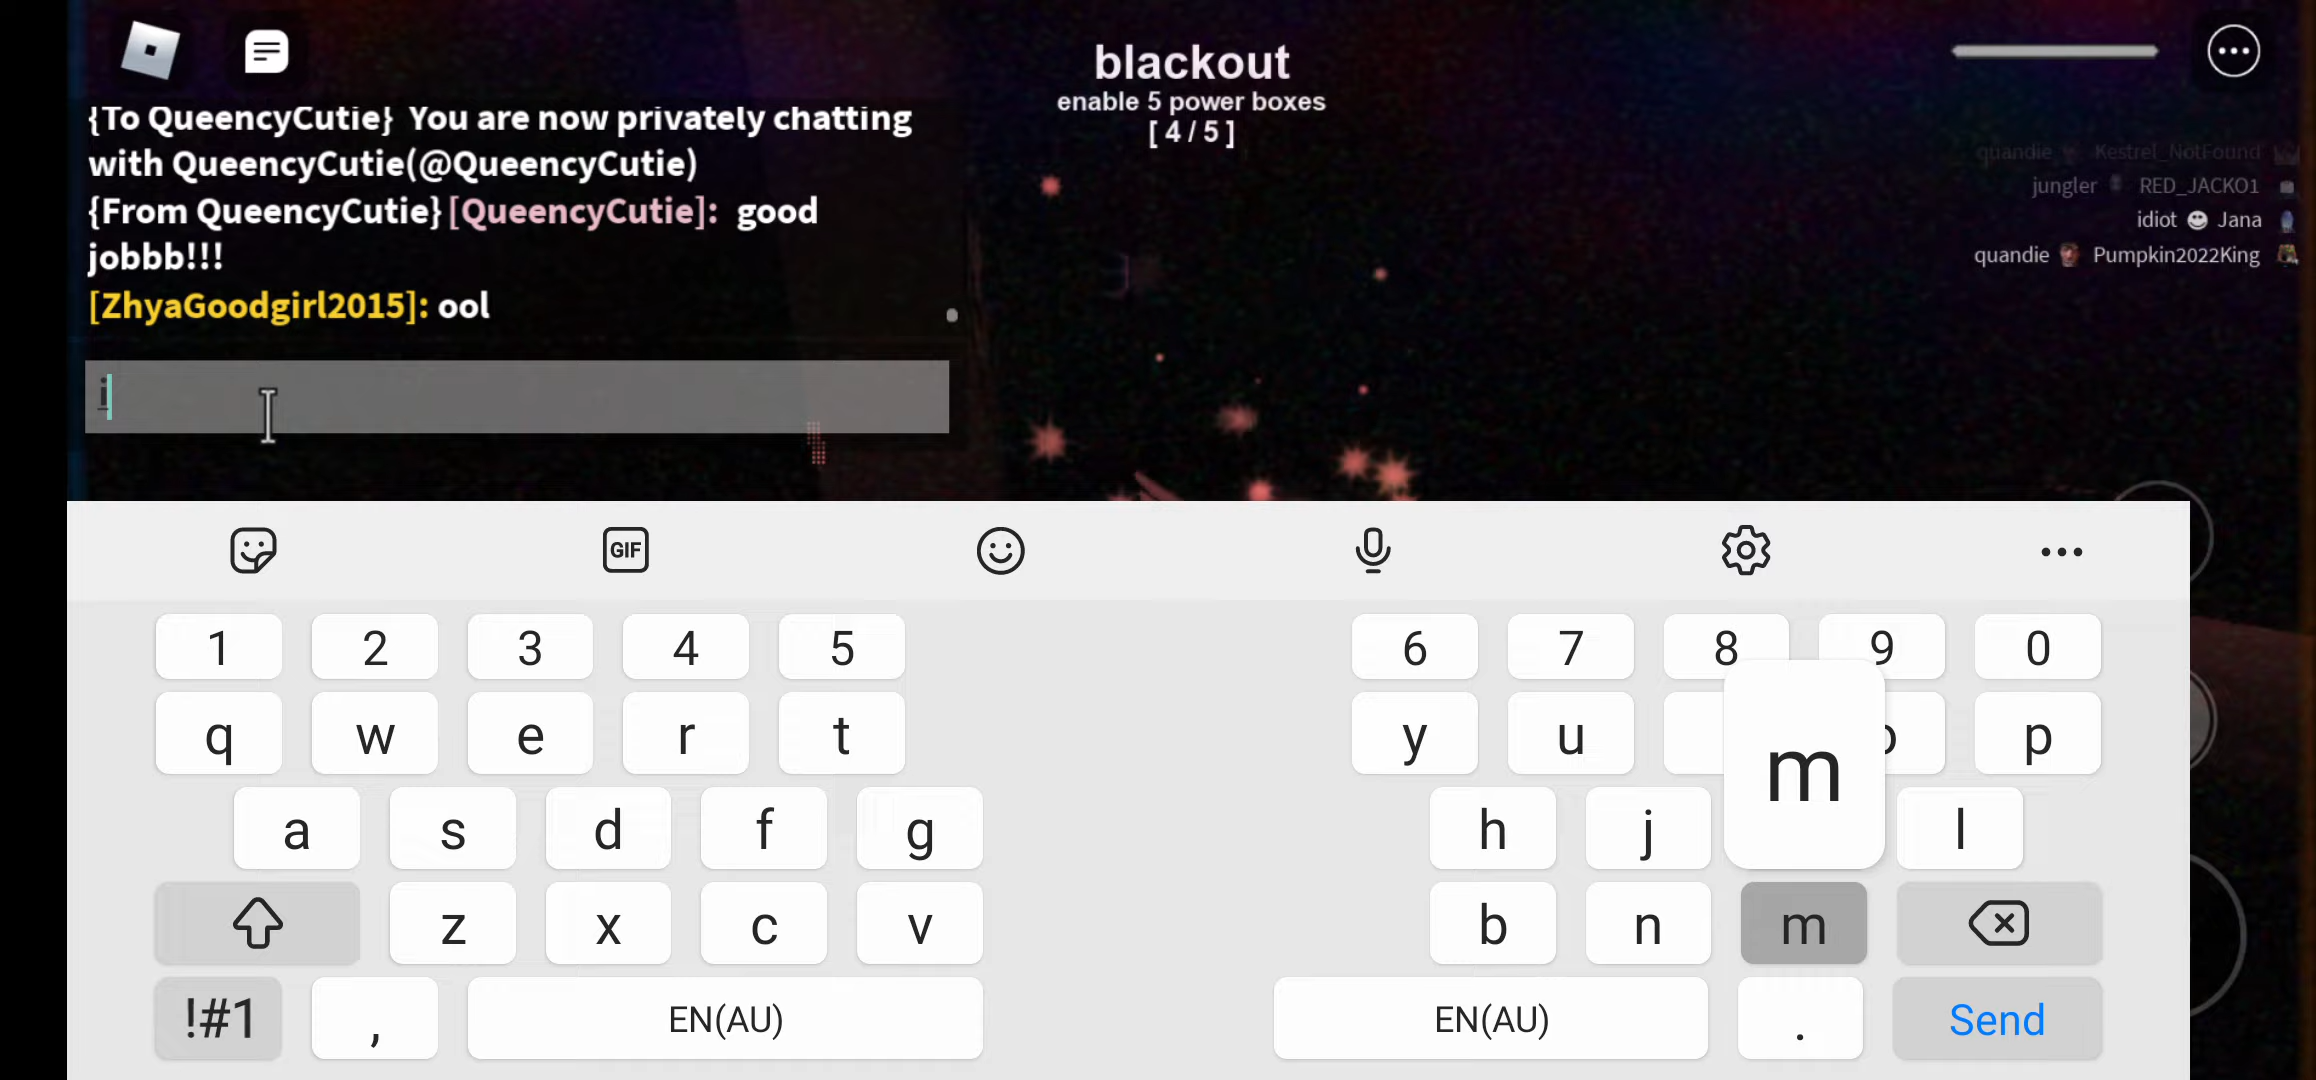 blackout
enable 5 power boxes
[ 4 / 5 ]
{To QueencyCutie} You are now privately chatting
with QueencyCutie(@QueencyCutie)
{From QueencyCutie} [QueencyCutie]: good
jobbb!!!
[ZhyaGoodgirl2015]: ool
i
quandie Kestrel_NotFound
jungler RED_JACKO1
idiot Jana
quandie Pumpkin2022King
GIF
1 2 3 4 5 6 7 8 9 0
q w e r t y u o p
m
a s d f g h j l
z x c v b n m
!#1 , EN(AU) EN(AU) . Send